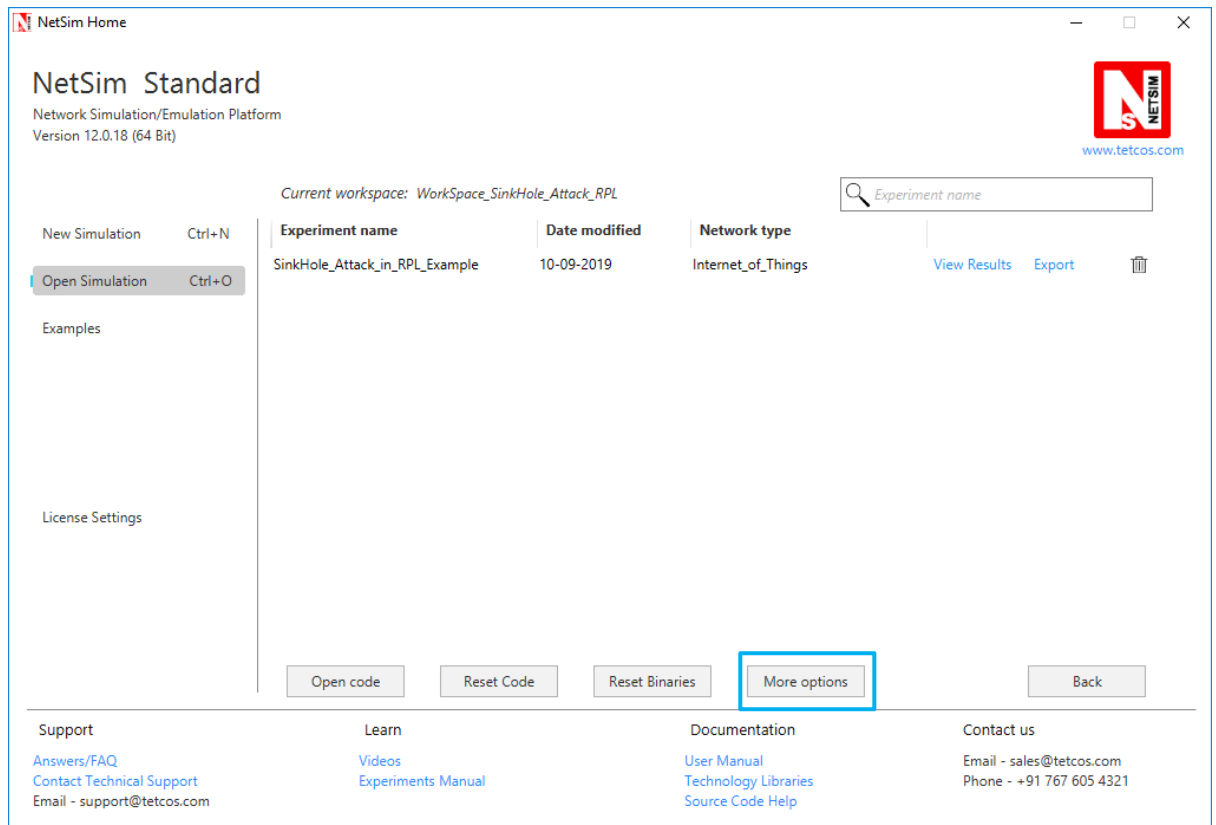 NetSim Home
NetSim Standard
Network Simulation/Emulation Platform
Version 12.0.18 (64 Bit)
NETSIM
www.tetcos.com
Current workspace: WorkSpace_SinkHole_Attack_RPL
Experiment name
New Simulation Ctrl+N
Open Simulation Ctrl+O
Examples
License Settings
Experiment name Date modified Network type
SinkHole_Attack_in_RPL_Example 10-09-2019 Internet_of_Things View Results Export
Open code Reset Code Reset Binaries More options Back
Support
Answers/FAQ
Contact Technical Support
Email - support@tetcos.com
Learn
Videos
Experiments Manual
Documentation
User Manual
Technology Libraries
Source Code Help
Contact us
Email - sales@tetcos.com
Phone - +91 767 605 4321